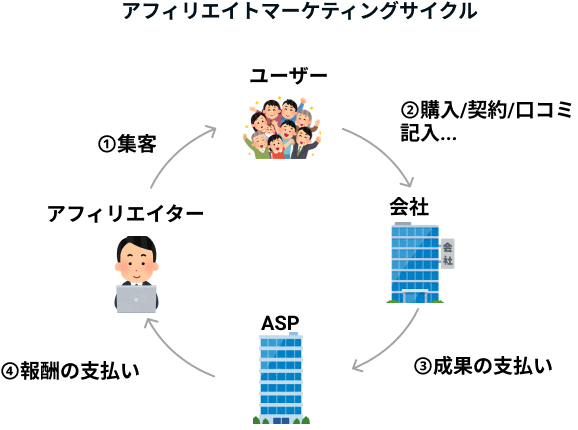 アフィリエイトマーケティングサイクル
ユーザー
②購入/契約/口コミ
記入...
①集客
会社
アフィリエイター
会
社
ASP
④報酬の支払い
③成果の支払い